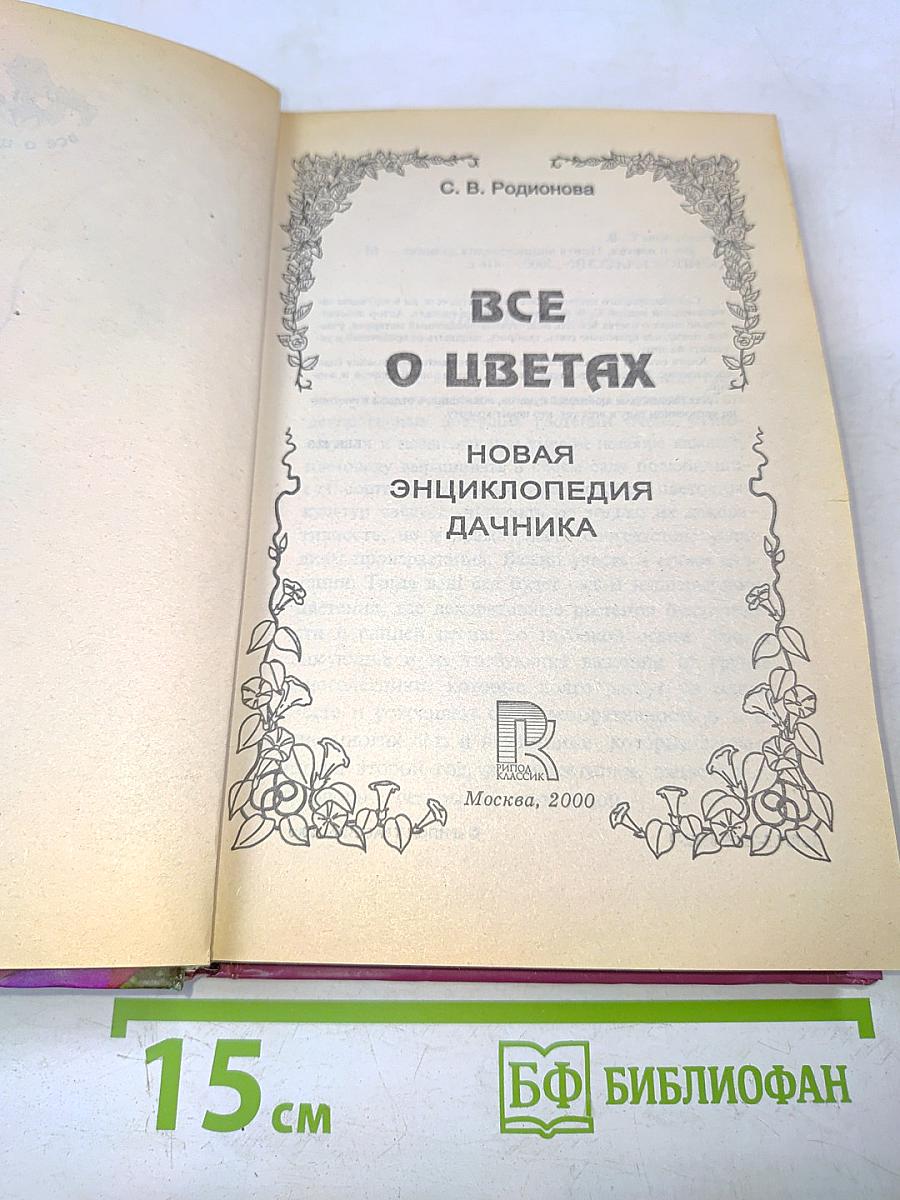 С. В. Родионова
ВСЕ
О ЦВЕТАХ
НОВАЯ
ЭНЦИКЛОПЕДИЯ
ДАЧНИКА
РИПОЛ
КЛАССИК
Москва, 2000
15 см
БФ БИБЛИОФАН